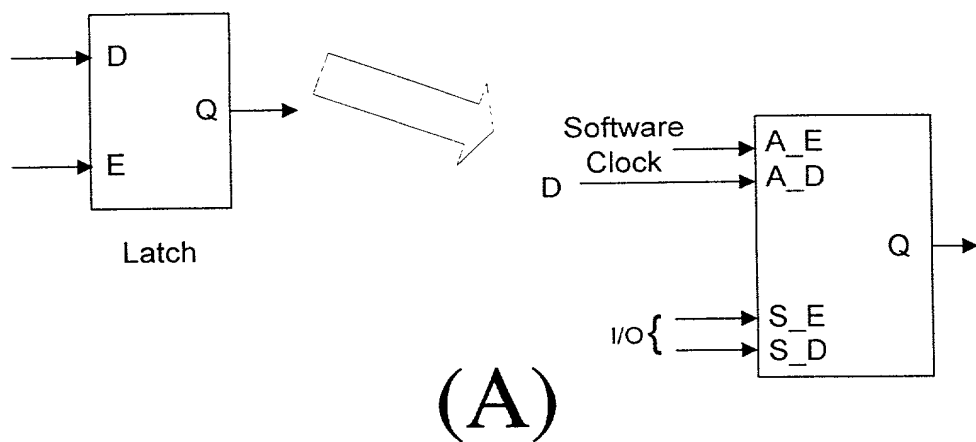 D
Q
E
Latch
Software
Clock
D
A_E
A_D
Q
I/O {
S_E
S_D
(A)